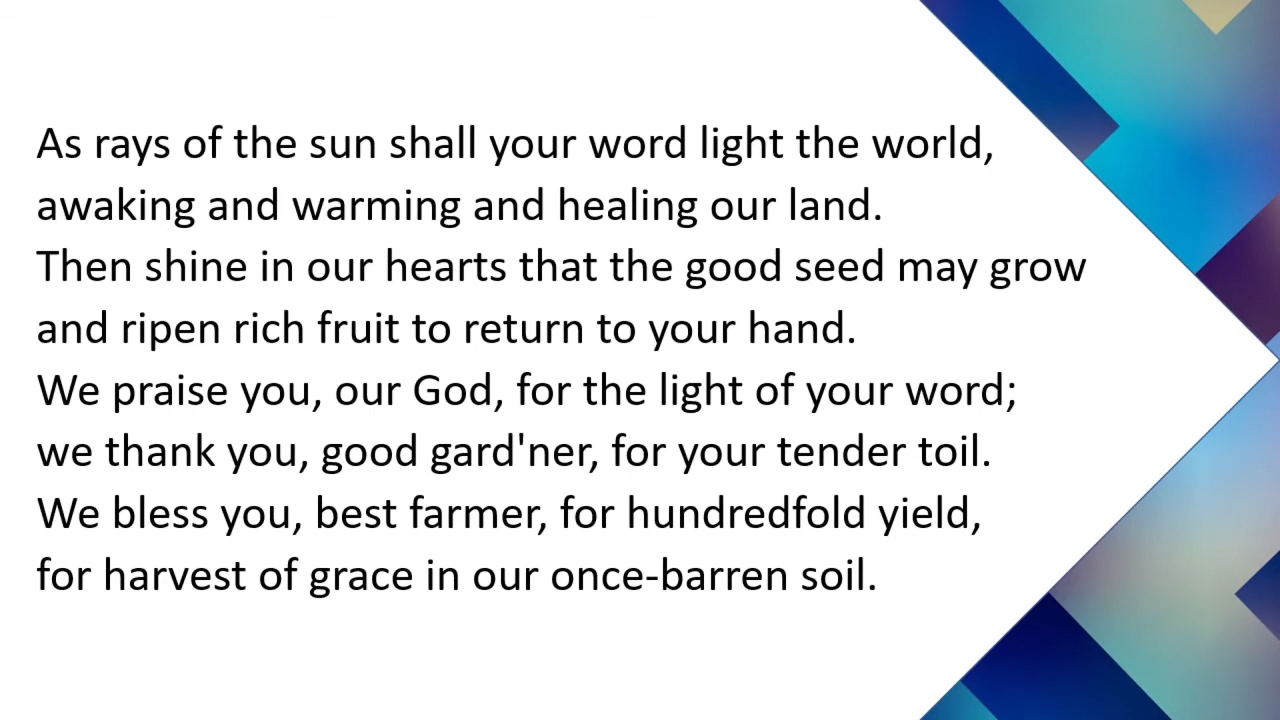 As rays of the sun shall your word light the world,
awaking and warming and healing our land.
Then shine in our hearts that the good seed may grow
and ripen rich fruit to return to your hand.
We praise you, our God, for the light of your word;
we thank you, good gard'ner, for your tender toil.
We bless you, best farmer, for hundredfold yield,
for harvest of grace in our once-barren soil.